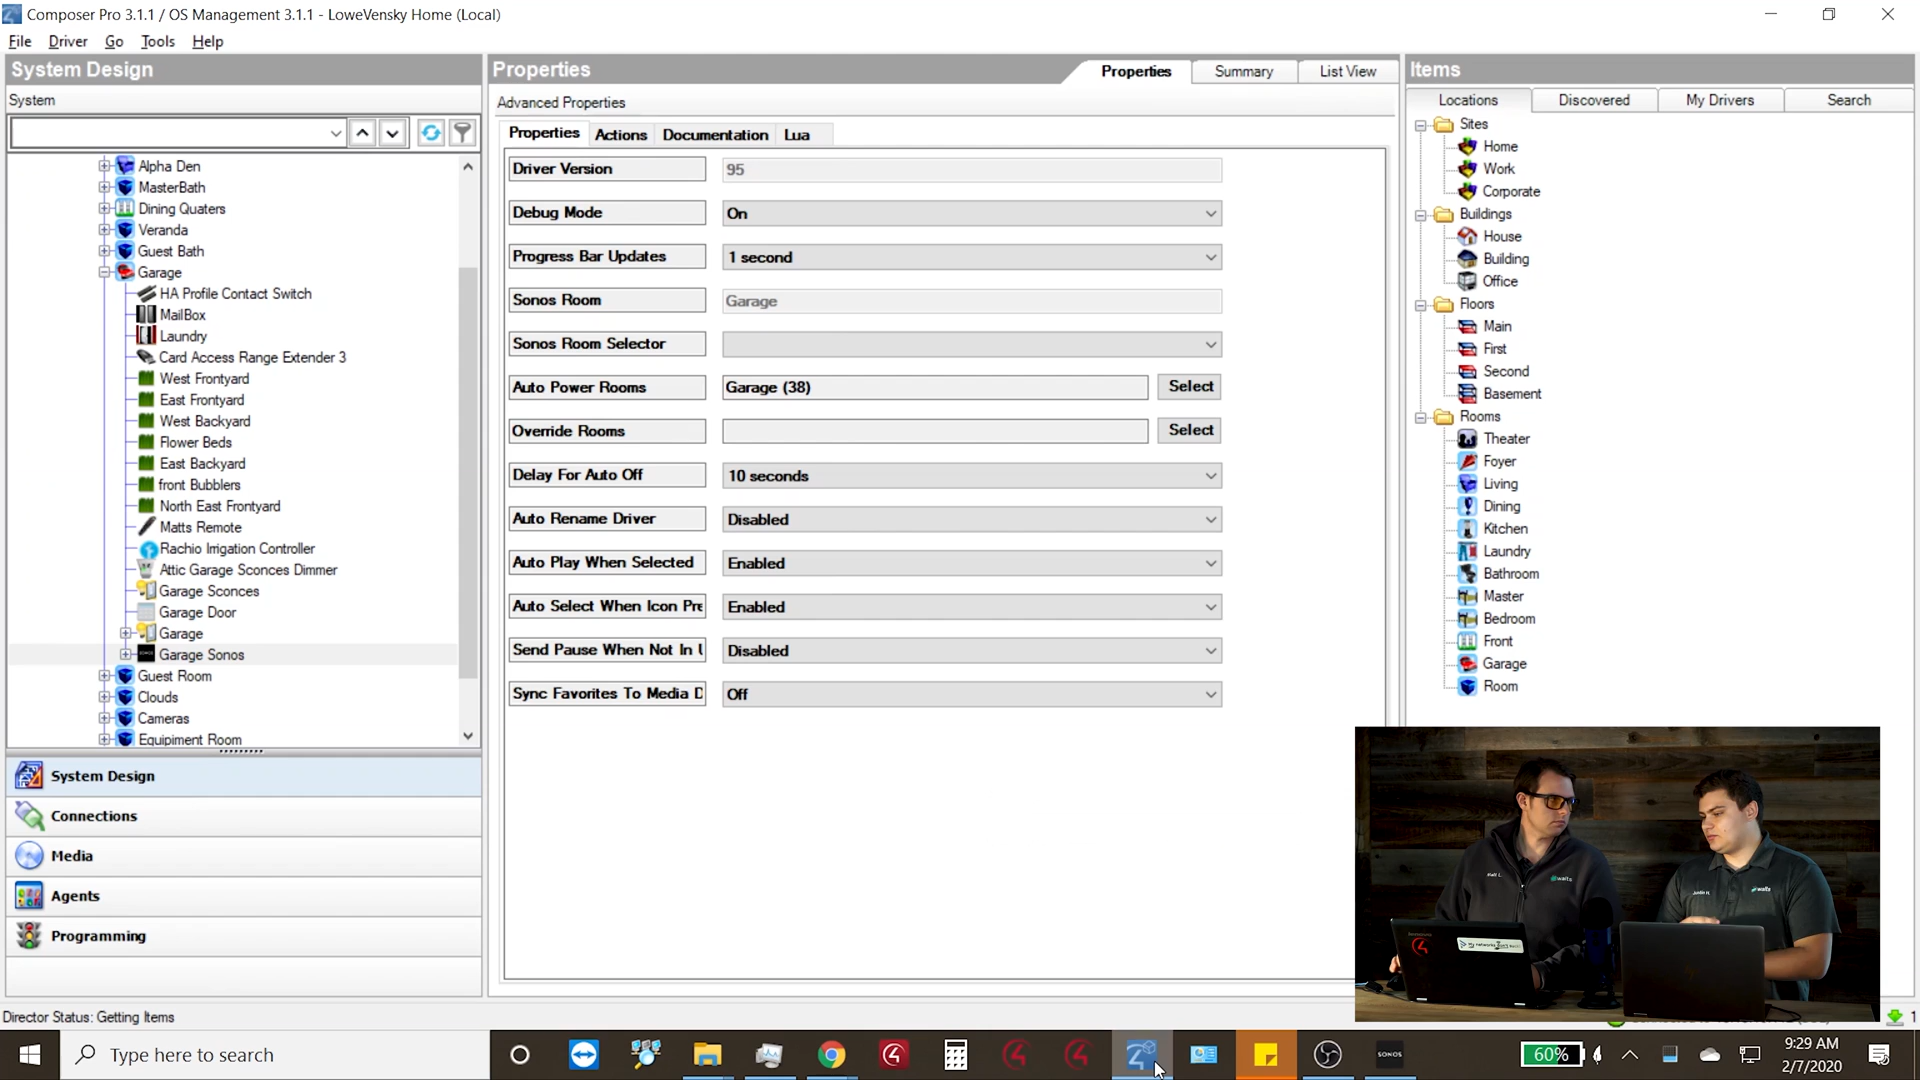 Composer Pro 3.1.1 / OS Management 3.1.1 - LoweVensky Home (Local)
File Driver Go Tools Help
System Design
System
Alpha Den
MasterBath
Dining Quaters
Veranda
Guest Bath
Garage
HA Profile Contact Switch
MailBox
Laundry
Card Access Range Extender 3
West Frontyard
East Frontyard
West Backyard
Flower Beds
East Backyard
front Bubblers
North East Frontyard
Matts Remote
Rachio Irrigation Controller
Attic Garage Sconces Dimmer
Garage Sconces
Garage Door
Garage
Garage Sonos
Guest Room
Clouds
Cameras
Equipiment Room
System Design
Connections
Media
Agents
Programming
Director Status: Getting Items
Properties
Properties Summary List View
Advanced Properties
Properties Actions Documentation Lua
Driver Version 95
Debug Mode On
Progress Bar Updates 1 second
Sonos Room Garage
Sonos Room Selector
Auto Power Rooms Garage (38) Select
Override Rooms Select
Delay For Auto Off 10 seconds
Auto Rename Driver Disabled
Auto Play When Selected Enabled
Auto Select When Icon Pre Enabled
Send Pause When Not In U Disabled
Sync Favorites To Media D Off
Items
Locations Discovered My Drivers Search
Sites
Home
Work
Corporate
Buildings
House
Building
Office
Floors
Main
First
Second
Basement
Rooms
Theater
Foyer
Living
Dining
Kitchen
Laundry
Bathroom
Master
Bedroom
Front
Garage
Room
Matt L.
waits
waits
1
Type here to search
SONOS
60%
9:29 AM
2/7/2020